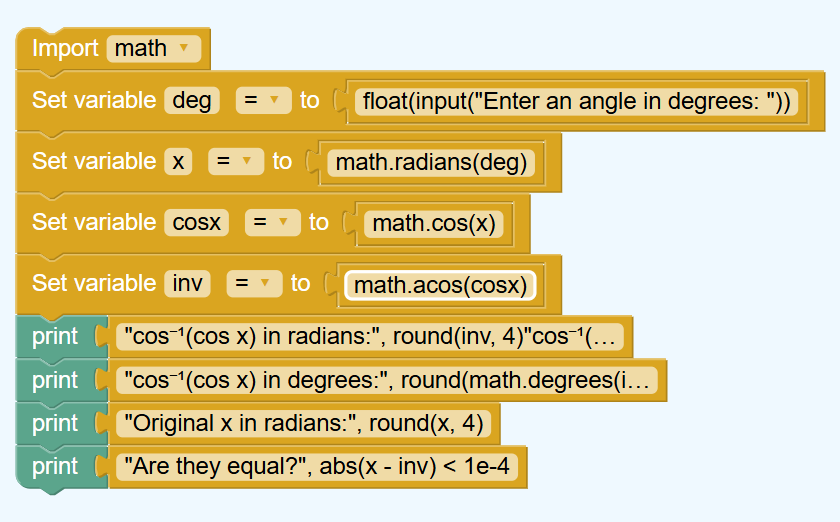 Import math
Set variable deg = to float(input("Enter an angle in degrees: "))
Set variable x = to math.radians(deg)
Set variable cosx = to math.cos(x)
Set variable inv = to math.acos(cosx)
print "cos⁻¹(cos x) in radians:", round(inv, 4)"cos⁻¹(…
print "cos⁻¹(cos x) in degrees:", round(math.degrees(i…
print "Original x in radians:", round(x, 4)
print "Are they equal?", abs(x - inv) < 1e-4